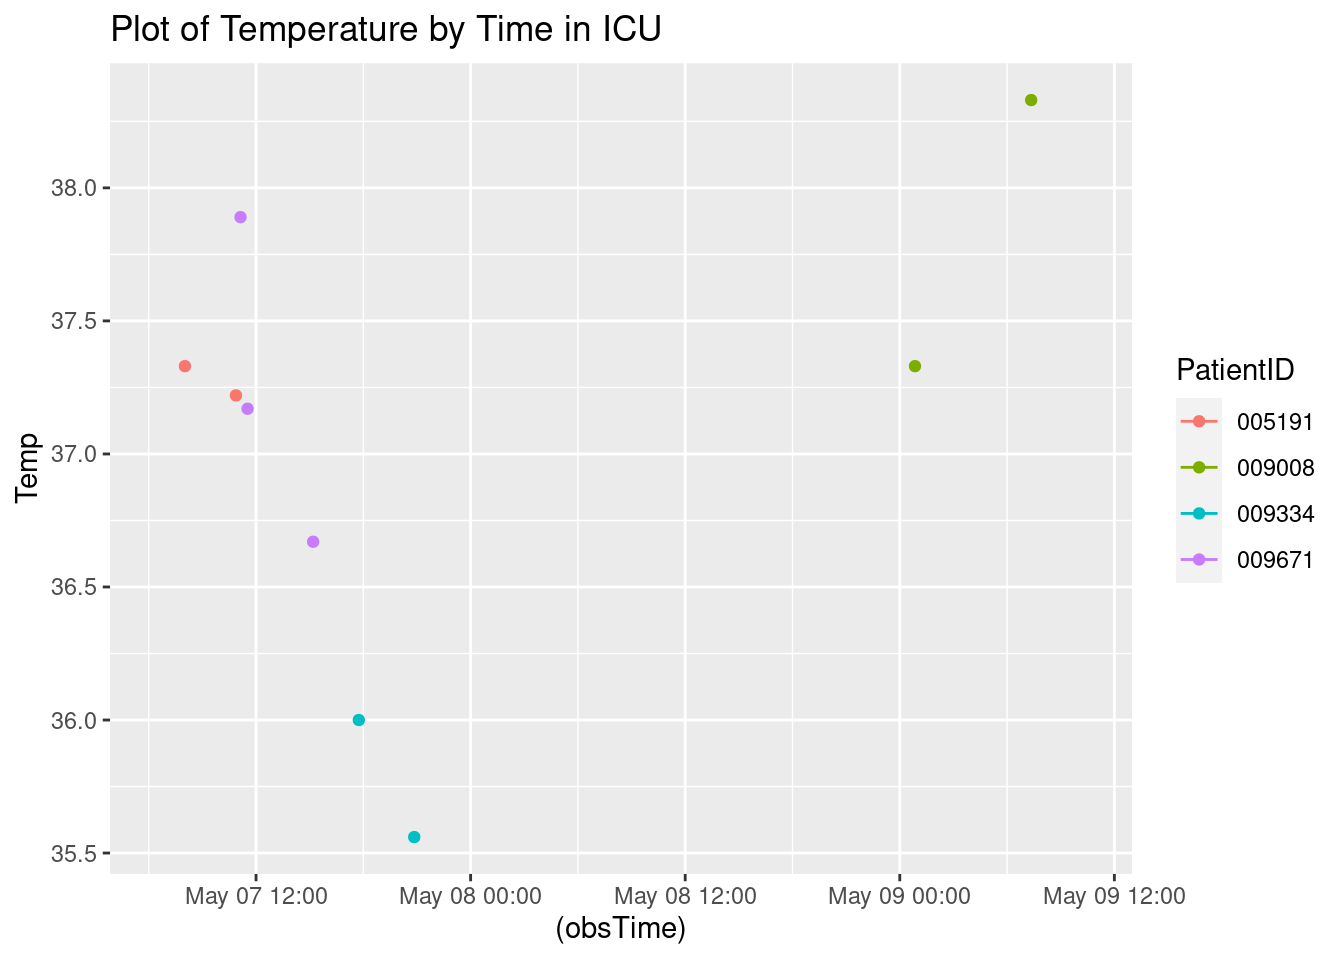 Plot of Temperature by Time in ICU
38.0
37.5
37.0
36.5
36.0
35.5
Temp
May 07 12:00 May 08 00:00 May 08 12:00 May 09 00:00 May 09 12:00
(obsTime)
PatientID
005191
009008
009334
009671